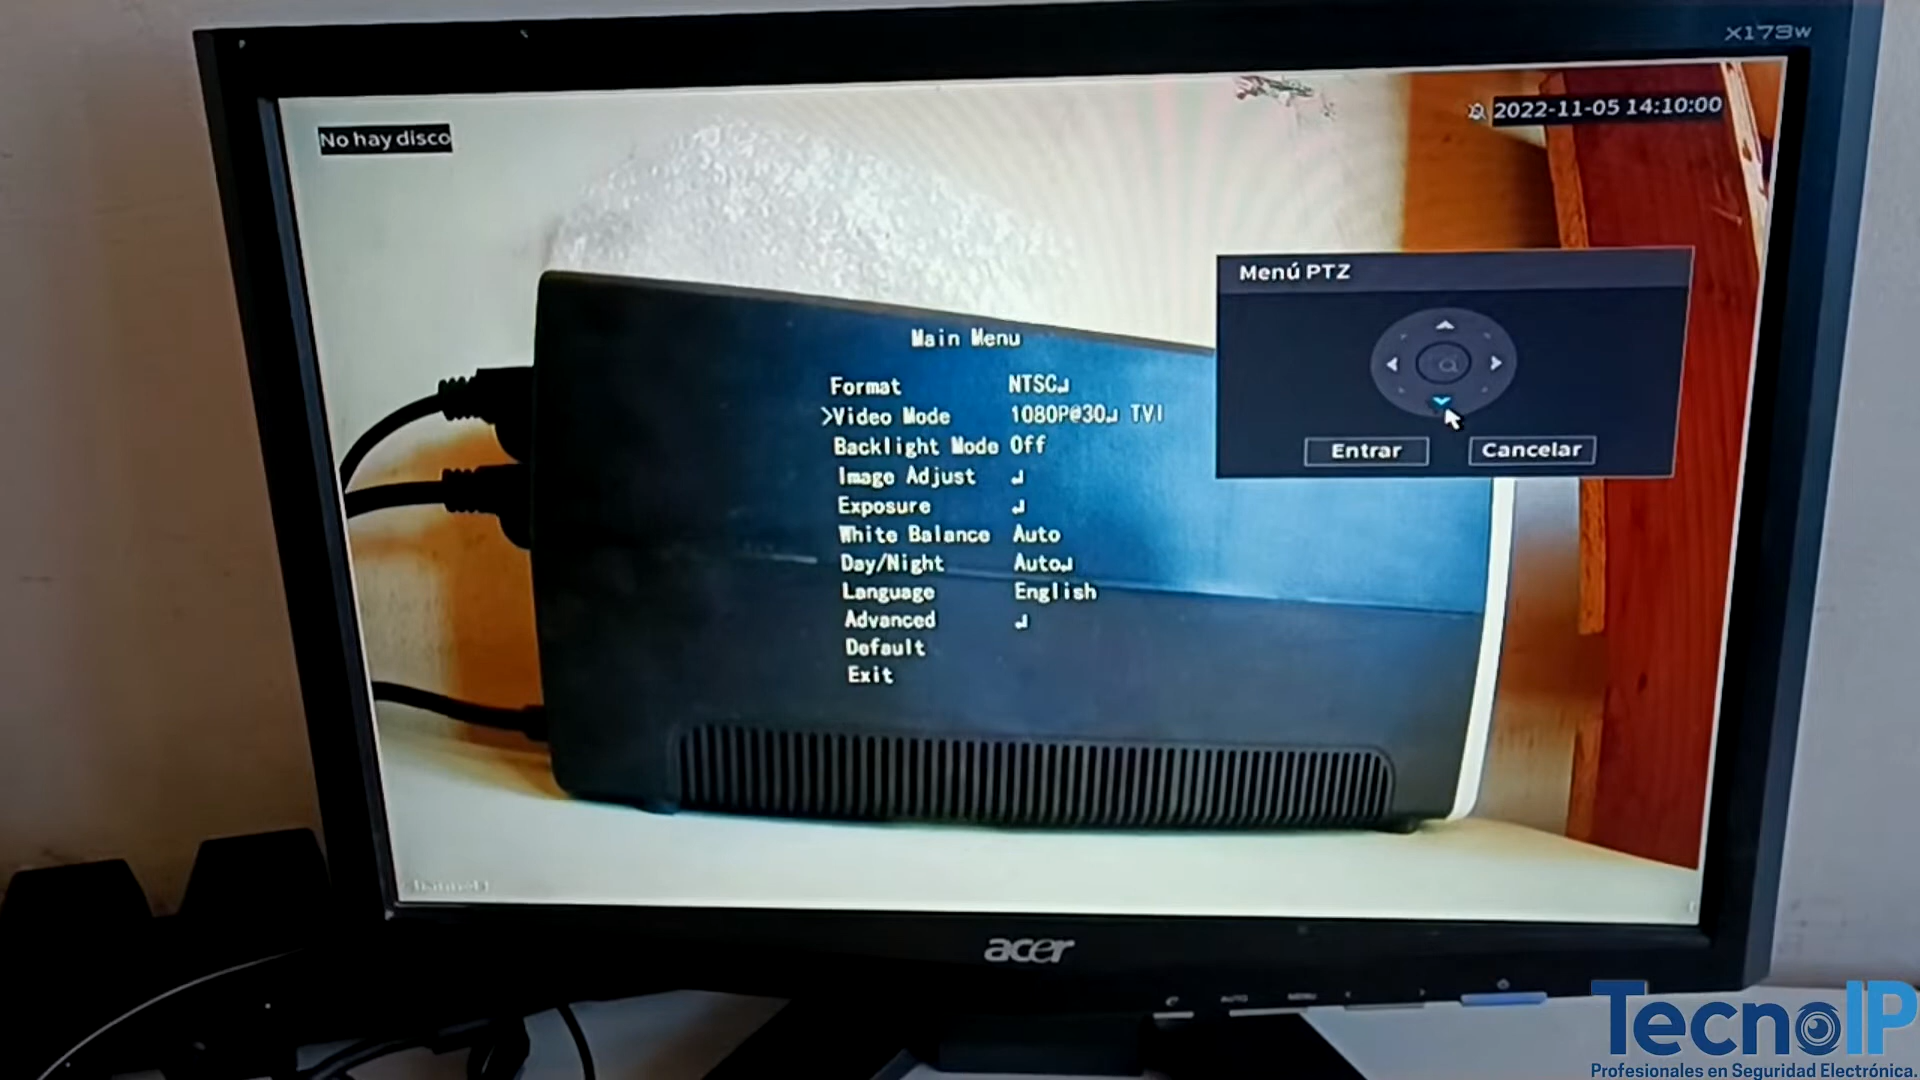 X173w
No hay disco
2022-11-05 14:10:00
Menú PTZ
Entrar Cancelar
Main Menu
Format NTSC↲
>Video Mode 1080P@30↲ TVI
Backlight Mode Off
Image Adjust ↲
Exposure ↲
White Balance Auto
Day/Night Auto↲
Language English
Advanced ↲
Default
Exit
acer
e AUTO MENU < >
TecnoIP
Profesionales en Seguridad Electrónica.